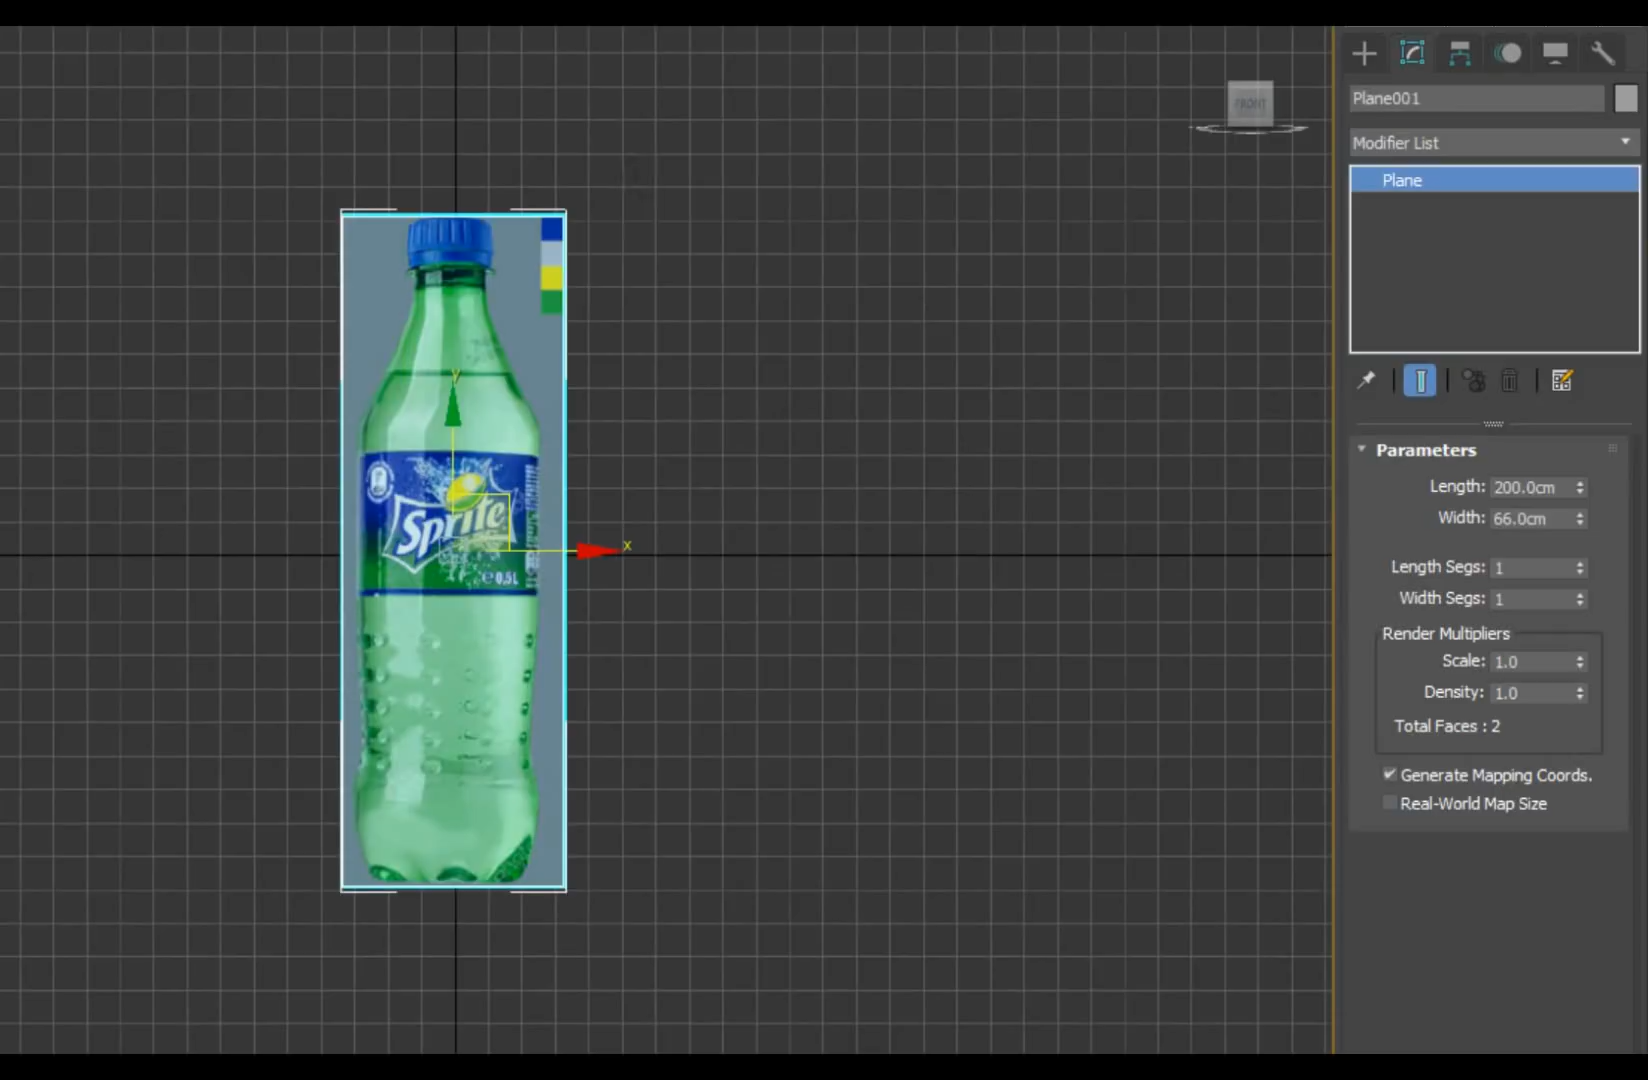 FRONT
Plane001
Modifier List
Plane
y
Sprite
e 0,5L
x
Parameters
Length: 200.0cm
Width: 66.0cm
Length Segs: 1
Width Segs: 1
Render Multipliers
Scale: 1.0
Density: 1.0
Total Faces : 2
Generate Mapping Coords.
Real-World Map Size